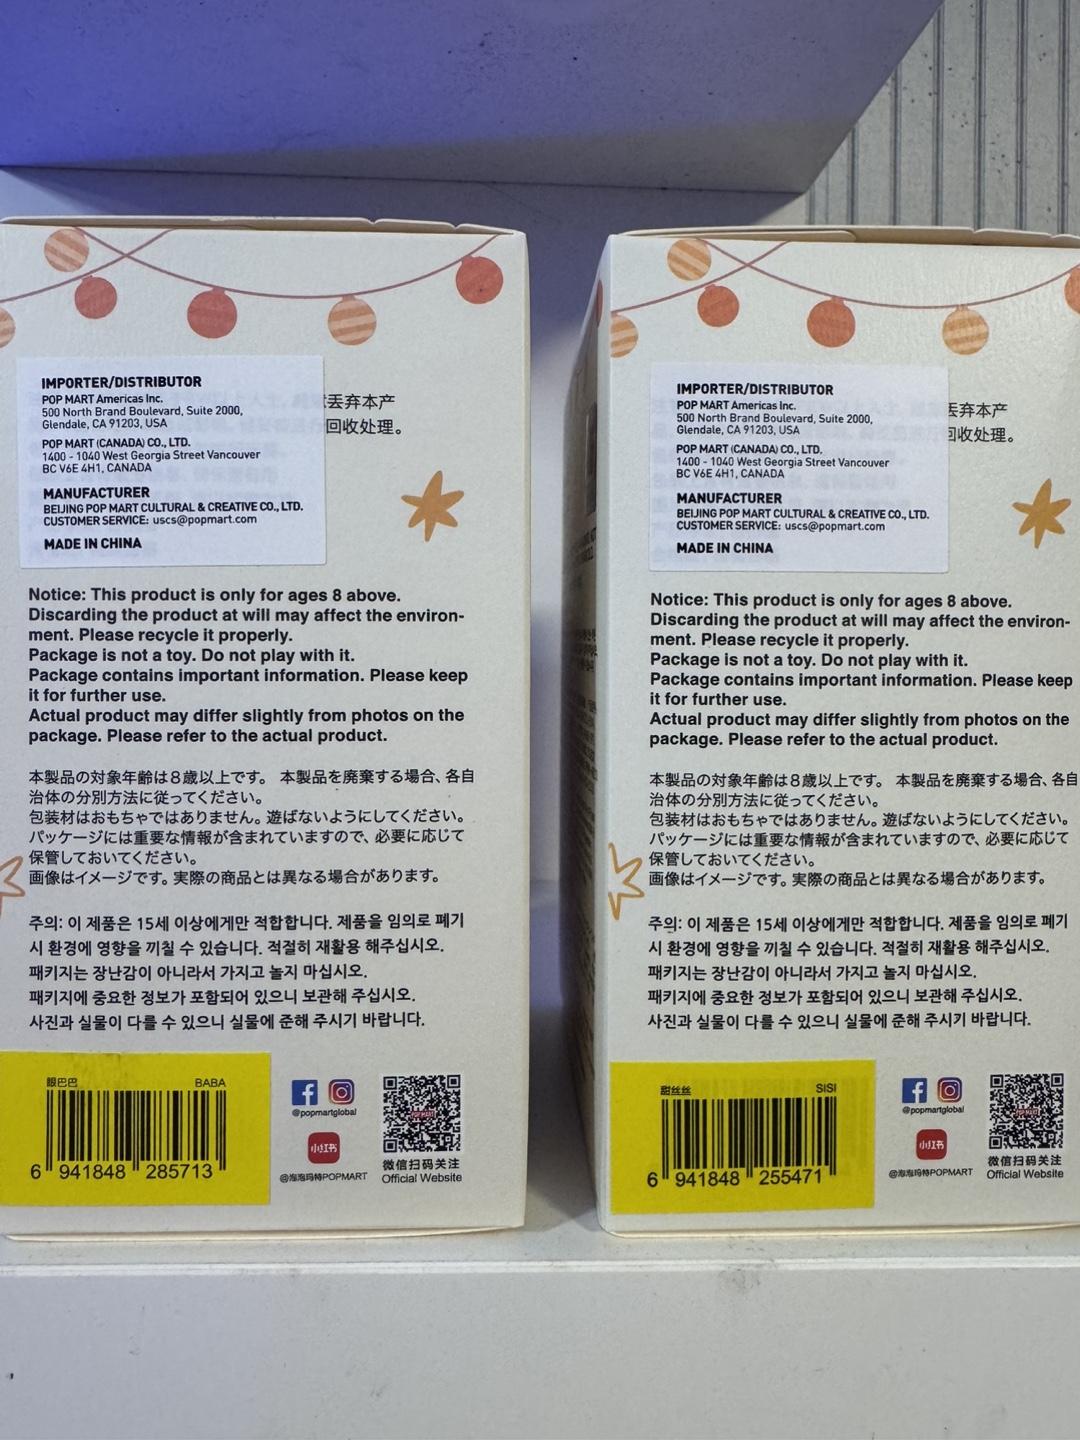 IMPORTER/DISTRIBUTOR
POP MART Americas Inc.
500 North Brand Boulevard, Suite 2000,
Glendale, CA 91203, USA
POP MART (CANADA) CO., LTD.
1400 - 1040 West Georgia Street Vancouver
BC V6E 4H1, CANADA
MANUFACTURER
BEIJING POP MART CULTURAL & CREATIVE CO., LTD.
CUSTOMER SERVICE: uscs@popmart.com
MADE IN CHINA
丢弃本产
回收处理。
Notice: This product is only for ages 8 above.
Discarding the product at will may affect the environ-
ment. Please recycle it properly.
Package is not a toy. Do not play with it.
Package contains important information. Please keep
it for further use.
Actual product may differ slightly from photos on the
package. Please refer to the actual product.
本製品の対象年齢は8歳以上です。 本製品を廃棄する場合、各自
治体の分別方法に従ってください。
包装材はおもちゃではありません。遊ばないようにしてください。
パッケージには重要な情報が含まれていますので、必要に応じて
保管しておいてください。
画像はイメージです。実際の商品とは異なる場合があります。
주의: 이 제품은 15세 이상에게만 적합합니다. 제품을 임의로 폐기
시 환경에 영향을 끼칠 수 있습니다. 적절히 재활용 해주십시오.
패키지는 장난감이 아니라서 가지고 놀지 마십시오.
패키지에 중요한 정보가 포함되어 있으니 보관해 주십시오.
사진과 실물이 다를 수 있으니 실물에 준해 주시기 바랍니다.
眼巴巴 BABA
6 941848 285713
@popmartglobal
小红书
@泡泡玛特POPMART
POP MART
微信扫码关注
Official Website
IMPORTER/DISTRIBUTOR
POP MART Americas Inc.
500 North Brand Boulevard, Suite 2000,
Glendale, CA 91203, USA
POP MART (CANADA) CO., LTD.
1400 - 1040 West Georgia Street Vancouver
BC V6E 4H1, CANADA
MANUFACTURER
BEIJING POP MART CULTURAL & CREATIVE CO., LTD.
CUSTOMER SERVICE: uscs@popmart.com
MADE IN CHINA
丢弃本产
回收处理。
Notice: This product is only for ages 8 above.
Discarding the product at will may affect the environ-
ment. Please recycle it properly.
Package is not a toy. Do not play with it.
Package contains important information. Please keep
it for further use.
Actual product may differ slightly from photos on the
package. Please refer to the actual product.
本製品の対象年齢は8歳以上です。 本製品を廃棄する場合、各自
治体の分別方法に従ってください。
包装材はおもちゃではありません。遊ばないようにしてください。
パッケージには重要な情報が含まれていますので、必要に応じて
保管しておいてください。
画像はイメージです。実際の商品とは異なる場合があります。
주의: 이 제품은 15세 이상에게만 적합합니다. 제품을 임의로 폐기
시 환경에 영향을 끼칠 수 있습니다. 적절히 재활용 해주십시오.
패키지는 장난감이 아니라서 가지고 놀지 마십시오.
패키지에 중요한 정보가 포함되어 있으니 보관해 주십시오.
사진과 실물이 다를 수 있으니 실물에 준해 주시기 바랍니다.
甜丝丝 SISI
6 941848 255471
@popmartglobal
小红书
@泡泡玛特POPMART
POP MART
微信扫码关注
Official Website